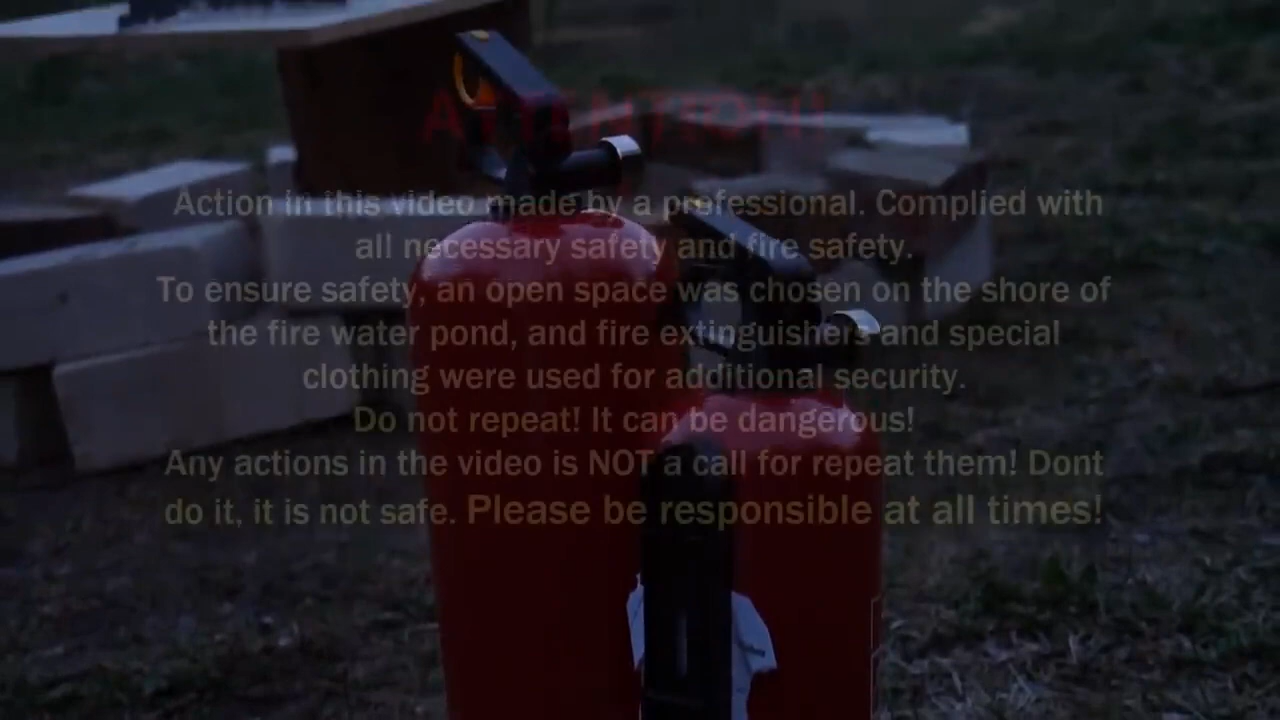 ATTENTION!
Action in this video made by a professional. Complied with
all necessary safety and fire safety.
To ensure safety, an open space was chosen on the shore of
the fire water pond, and fire extinguishers and special
clothing were used for additional security.
Do not repeat! It can be dangerous!
Any actions in the video is NOT a call for repeat them! Dont
do it, it is not safe. Please be responsible at all times!